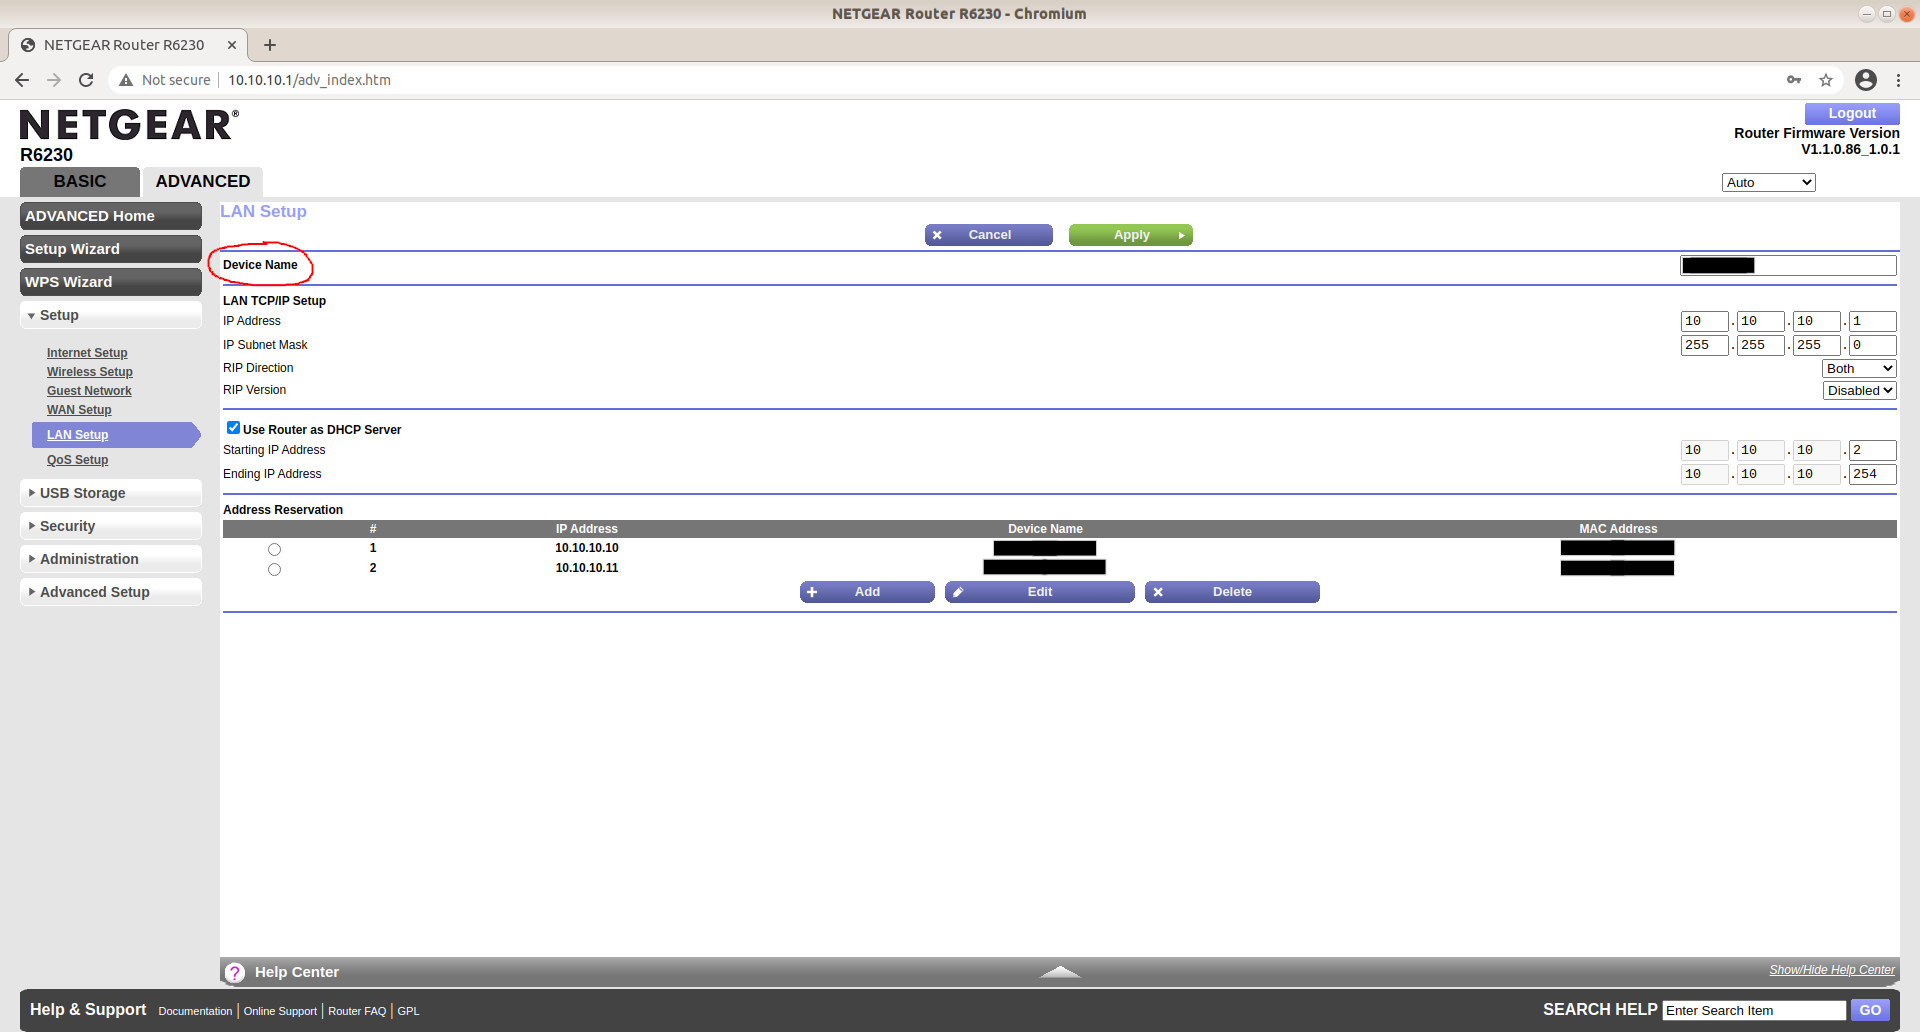 NETGEAR Router R6230 - Chromium
NETGEAR Router R6230
Not secure 10.10.10.1/adv_index.htm
NETGEAR®
R6230
Logout
Router Firmware Version
V1.1.0.86_1.0.1
BASIC ADVANCED
Auto
ADVANCED Home
Setup Wizard
WPS Wizard
Setup
Internet Setup
Wireless Setup
Guest Network
WAN Setup
LAN Setup
QoS Setup
USB Storage
Security
Administration
Advanced Setup
LAN Setup
Cancel Apply
Device Name
LAN TCP/IP Setup
IP Address 10 . 10 . 10 . 1
IP Subnet Mask 255 . 255 . 255 . 0
RIP Direction Both
RIP Version Disabled
Use Router as DHCP Server
Starting IP Address 10 . 10 . 10 . 2
Ending IP Address 10 . 10 . 10 . 254
Address Reservation
# IP Address Device Name MAC Address
1 10.10.10.10
2 10.10.10.11
Add Edit Delete
? Help Center Show/Hide Help Center
Help & Support Documentation | Online Support | Router FAQ | GPL SEARCH HELP Enter Search Item GO